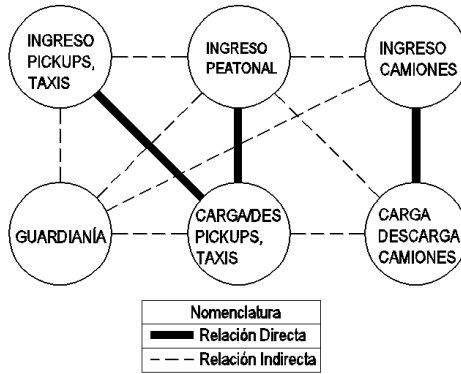 INGRESO
PICKUPS,
TAXIS
INGRESO
PEATONAL
INGRESO
CAMIONES
GUARDIANÍA
CARGA/DES
PICKUPS,
TAXIS
CARGA
DESCARGA
CAMIONES
Nomenclatura
Relación Directa
Relación Indirecta